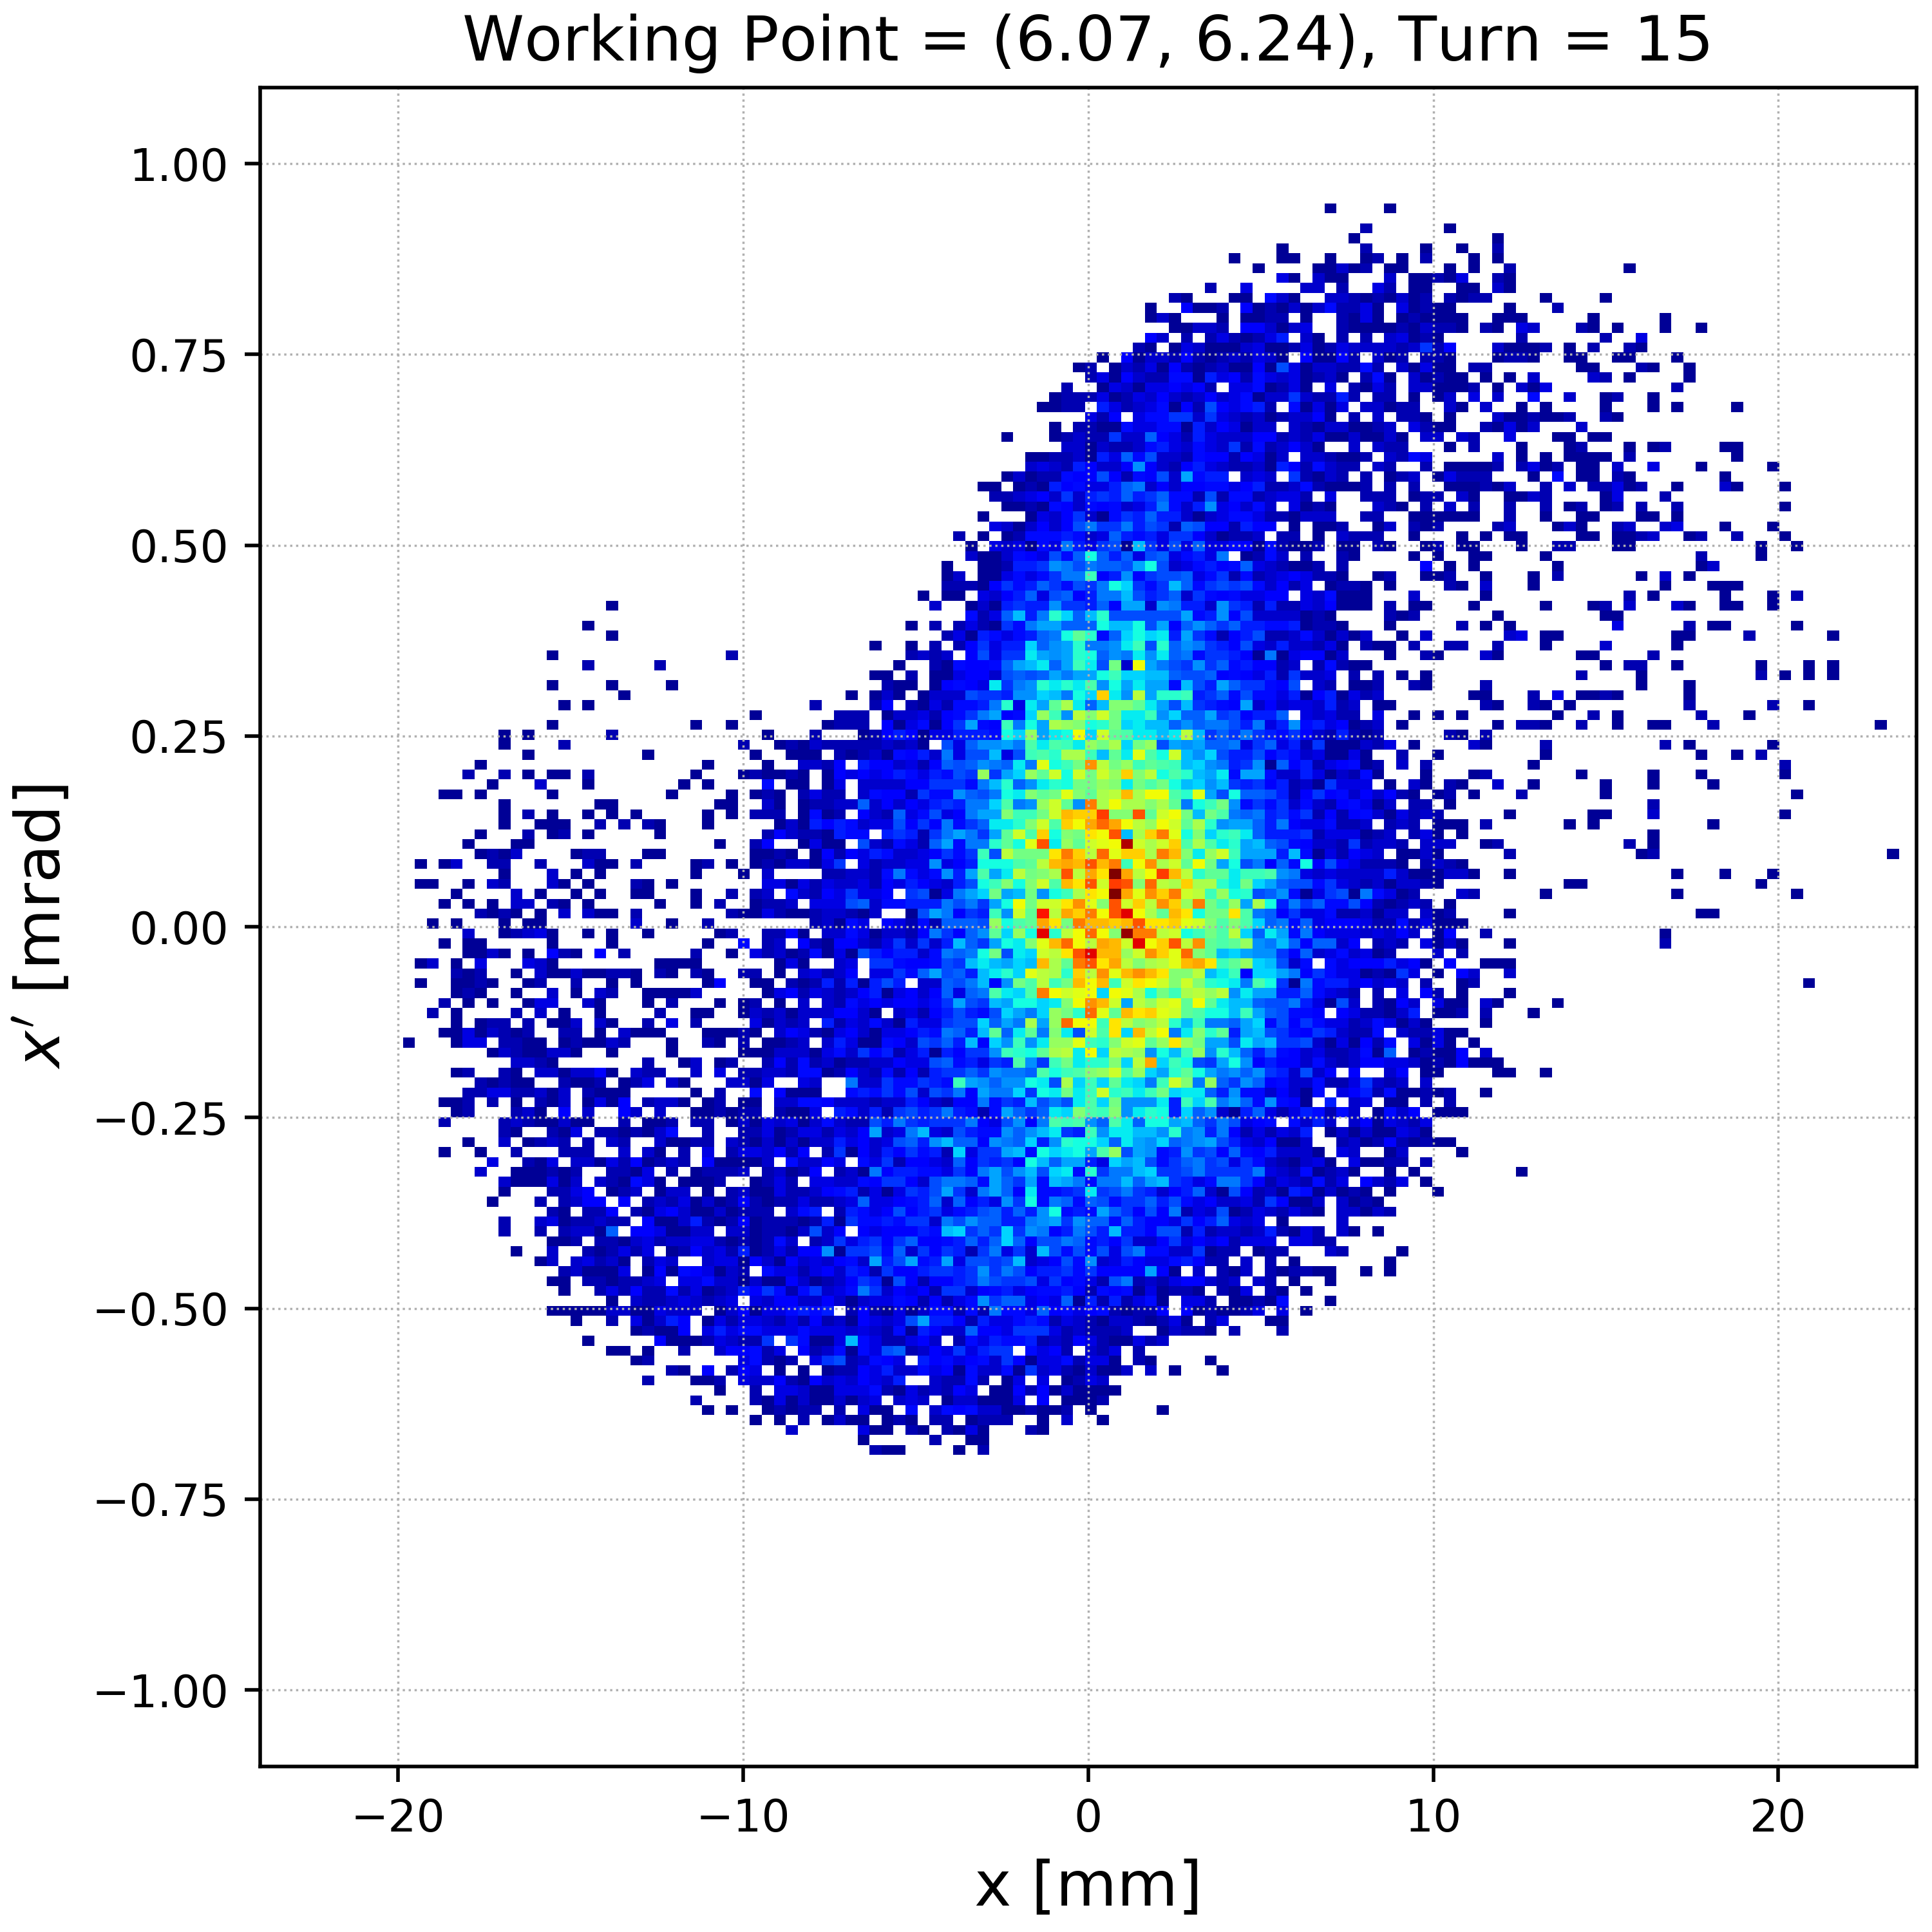 Working Point = (6.07, 6.24), Turn = 15
1.00
0.75
0.50
0.25
0.00
−0.25
−0.50
−0.75
−1.00
x′ [mrad]
−20 −10 0 10 20
x [mm]